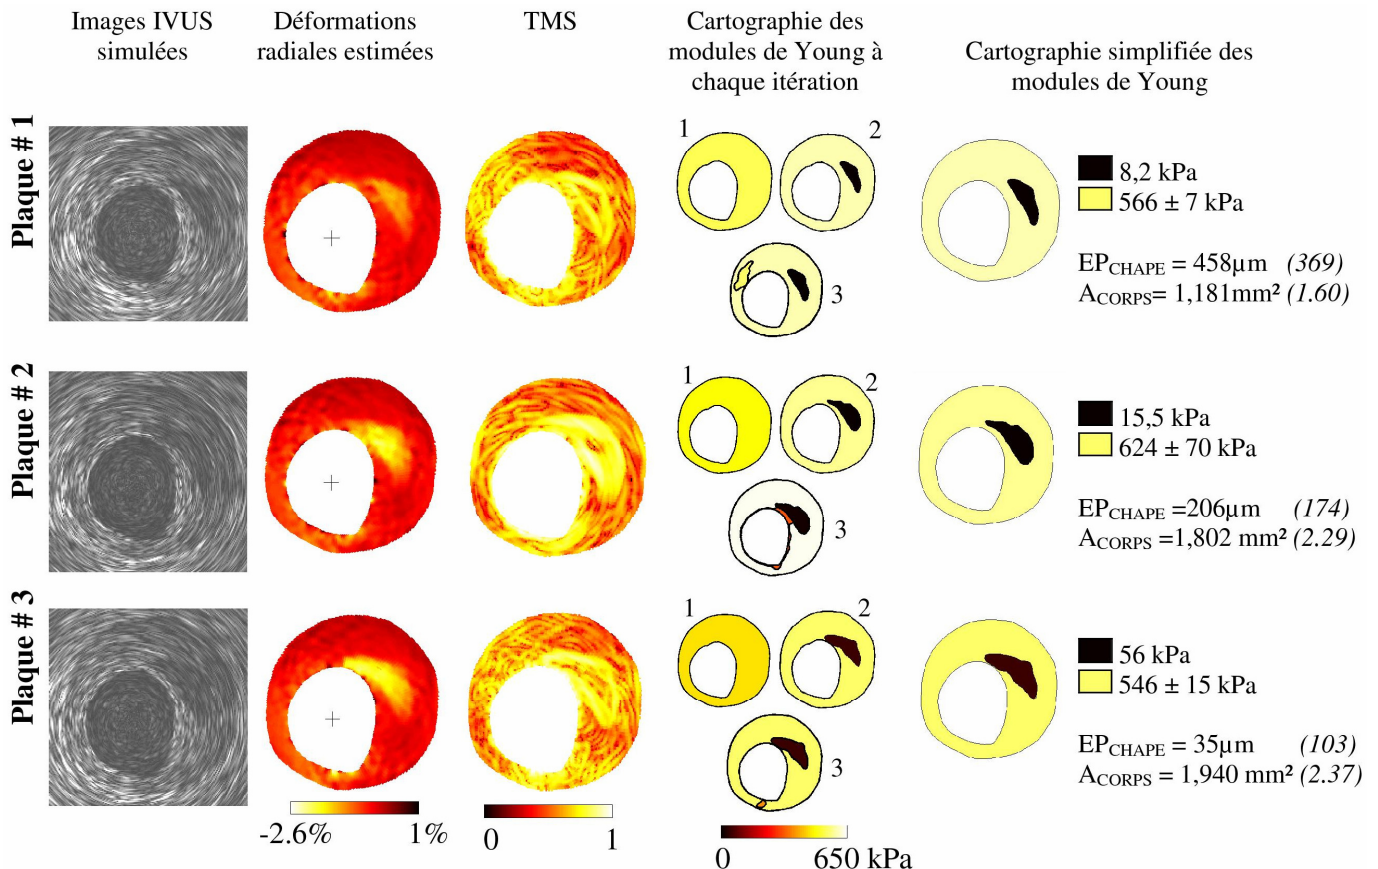 Images IVUS
simulées
Déformations
radiales estimées
TMS
Cartographie des
modules de Young à
chaque itération
Cartographie simplifiée des
modules de Young
Plaque # 1
1
2
3
8,2 kPa
566 ± 7 kPa
EPCHAPE = 458µm (369)
ACORPS= 1,181mm² (1.60)
Plaque # 2
1
2
3
15,5 kPa
624 ± 70 kPa
EPCHAPE =206µm (174)
ACORPS =1,802 mm² (2.29)
Plaque # 3
1
2
3
56 kPa
546 ± 15 kPa
EPCHAPE = 35µm (103)
ACORPS = 1,940 mm² (2.37)
-2.6% 1%
0 1
0 650 kPa